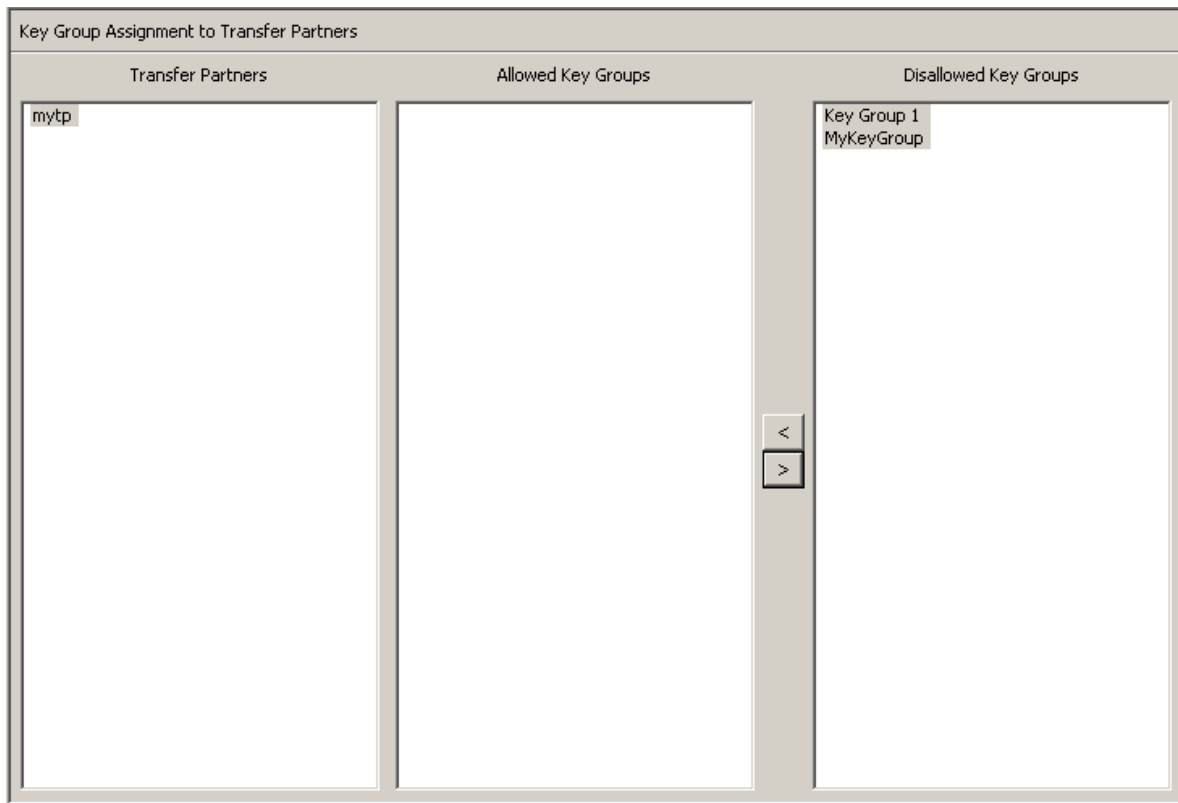 Key Group Assignment to Transfer Partners
Transfer Partners Allowed Key Groups Disallowed Key Groups
mytp Key Group 1
MyKeyGroup
<
>